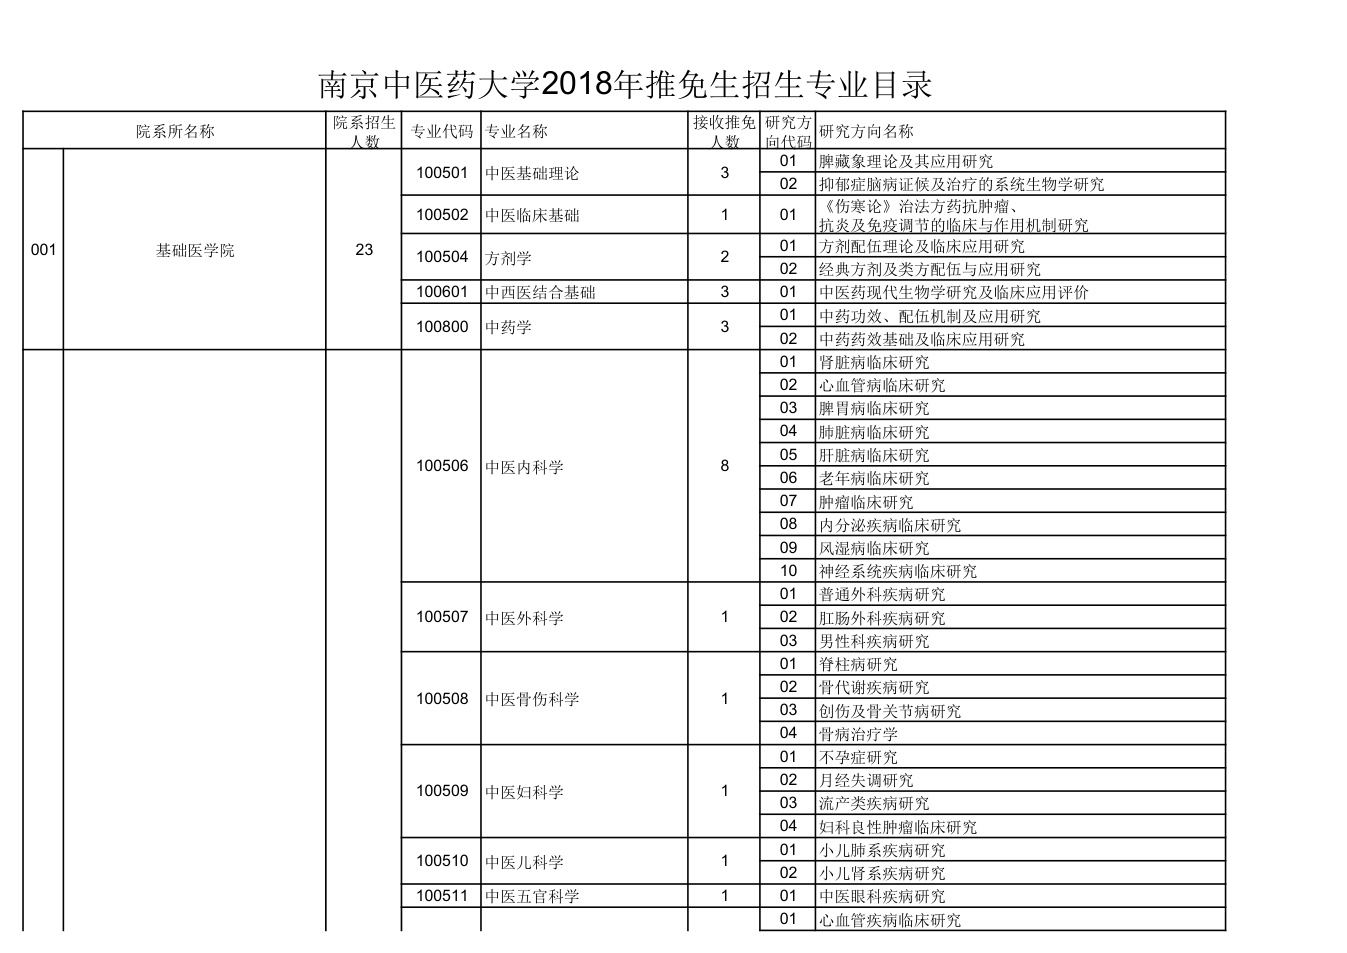 南京中医药大学2018年推免生招生专业目录
院系所名称 院系招生人数 专业代码 专业名称 接收推免人数 研究方向代码 研究方向名称
001 基础医学院 23 100501 中医基础理论 3 01 脾藏象理论及其应用研究
02 抑郁症脑病证候及治疗的系统生物学研究
100502 中医临床基础 1 01 《伤寒论》治法方药抗肿瘤、
抗炎及免疫调节的临床与作用机制研究
100504 方剂学 2 01 方剂配伍理论及临床应用研究
02 经典方剂及类方配伍与应用研究
100601 中西医结合基础 3 01 中医药现代生物学研究及临床应用评价
100800 中药学 3 01 中药功效、配伍机制及应用研究
02 中药药效基础及临床应用研究
100506 中医内科学 8 01 肾脏病临床研究
02 心血管病临床研究
03 脾胃病临床研究
04 肺脏病临床研究
05 肝脏病临床研究
06 老年病临床研究
07 肿瘤临床研究
08 内分泌疾病临床研究
09 风湿病临床研究
10 神经系统疾病临床研究
100507 中医外科学 1 01 普通外科疾病研究
02 肛肠外科疾病研究
03 男性科疾病研究
100508 中医骨伤科学 1 01 脊柱病研究
02 骨代谢疾病研究
03 创伤及骨关节病研究
04 骨病治疗学
100509 中医妇科学 1 01 不孕症研究
02 月经失调研究
03 流产类疾病研究
04 妇科良性肿瘤临床研究
100510 中医儿科学 1 01 小儿肺系疾病研究
02 小儿肾系疾病研究
100511 中医五官科学 1 01 中医眼科疾病研究
01 心血管疾病临床研究